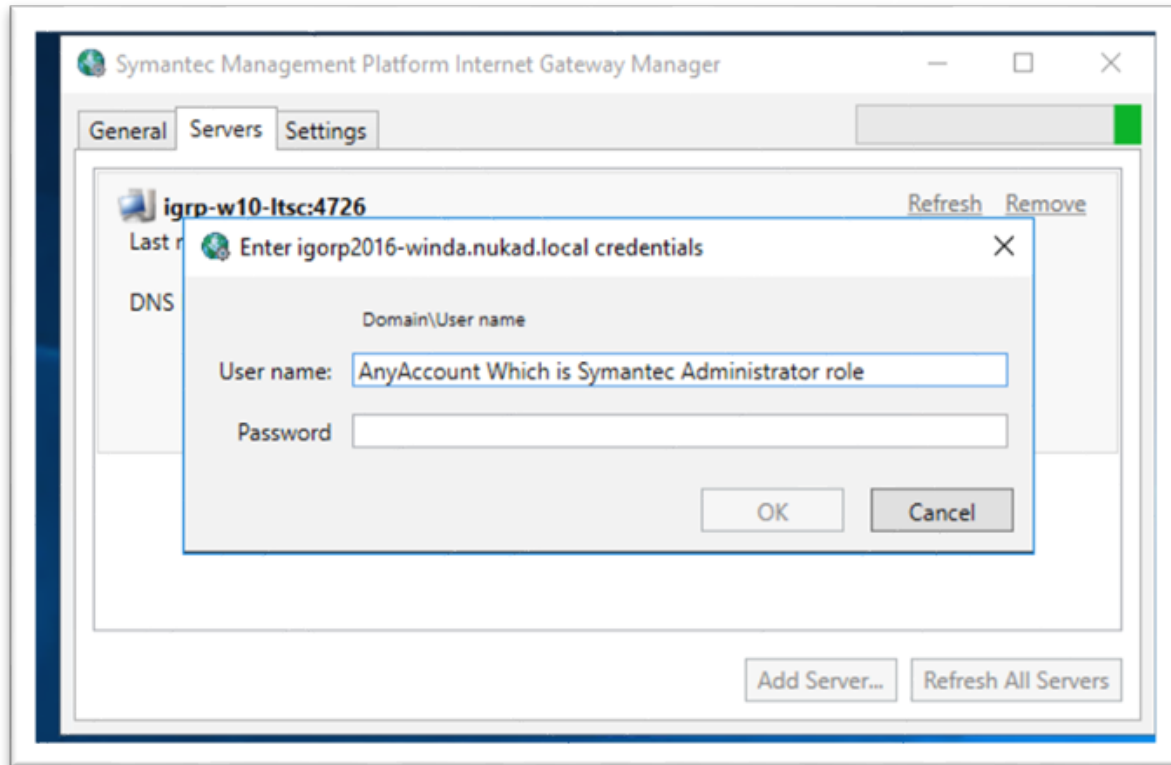 Symantec Management Platform Internet Gateway Manager
General Servers Settings
igrp-w10-ltsc:4726 Refresh Remove
Last r
Enter igorp2016-winda.nukad.local credentials
DNS
Domain\User name
User name: AnyAccount Which is Symantec Administrator role
Password
OK Cancel
Add Server... Refresh All Servers